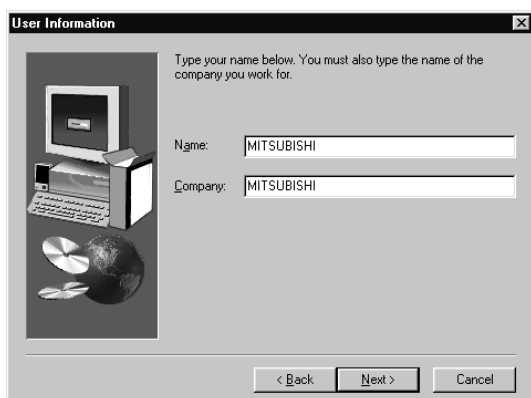 User Information
Type your name below. You must also type the name of the
company you work for.
Name: MITSUBISHI
Company: MITSUBISHI
< Back Next > Cancel